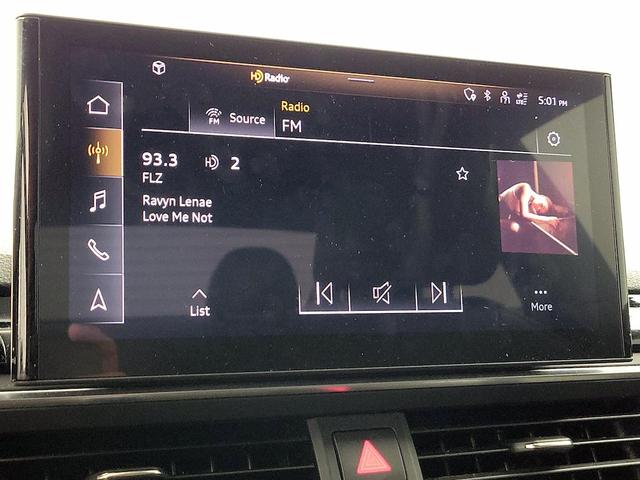 HD Radio
5:01 PM
FM
Source
Radio
FM
93.3 HD 2
FLZ
Ravyn Lenae
Love Me Not
List
More